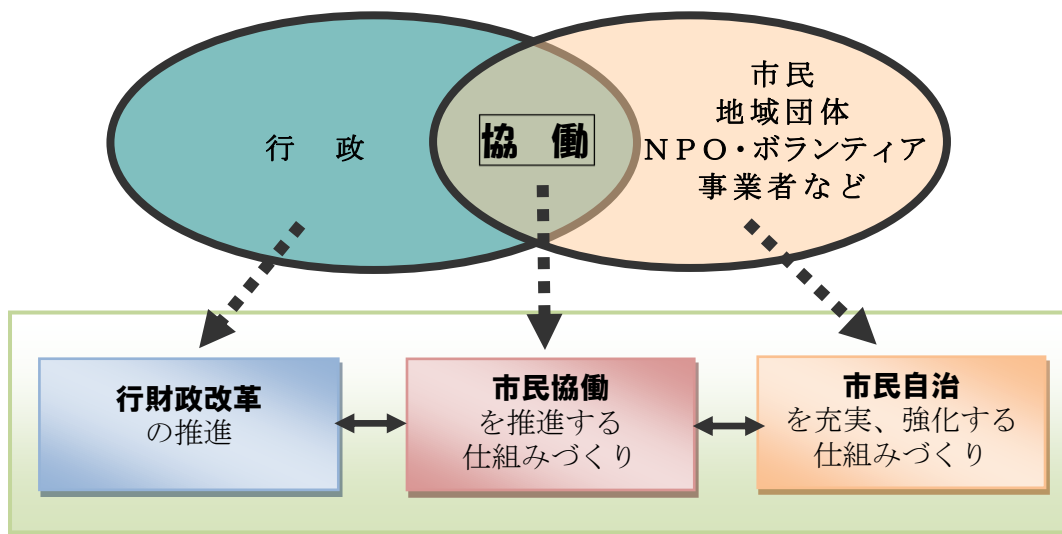 行 政
協 働
市民
地域団体
NPO・ボランティア
事業者など
行財政改革
の推進
市民協働
を推進する
仕組みづくり
市民自治
を充実、強化する
仕組みづくり